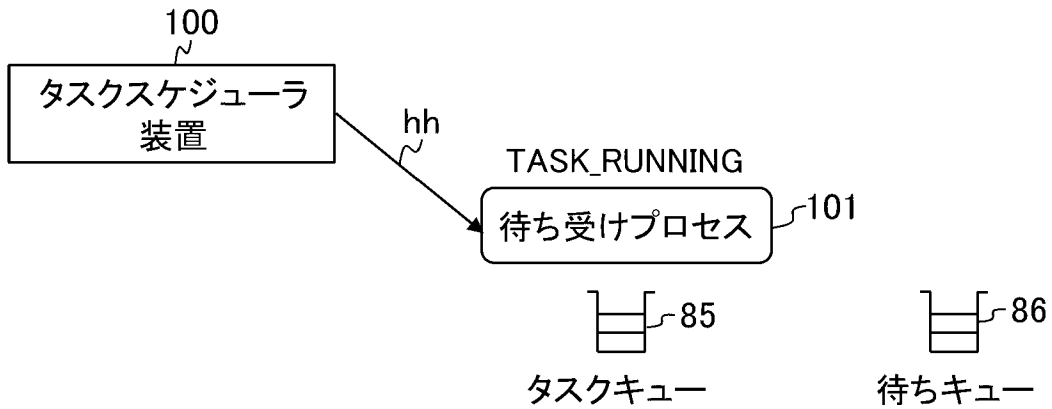 100
タスクスケジューラ
装置
hh
TASK_RUNNING
待ち受けプロセス
101
85
86
タスクキュー
待ちキュー